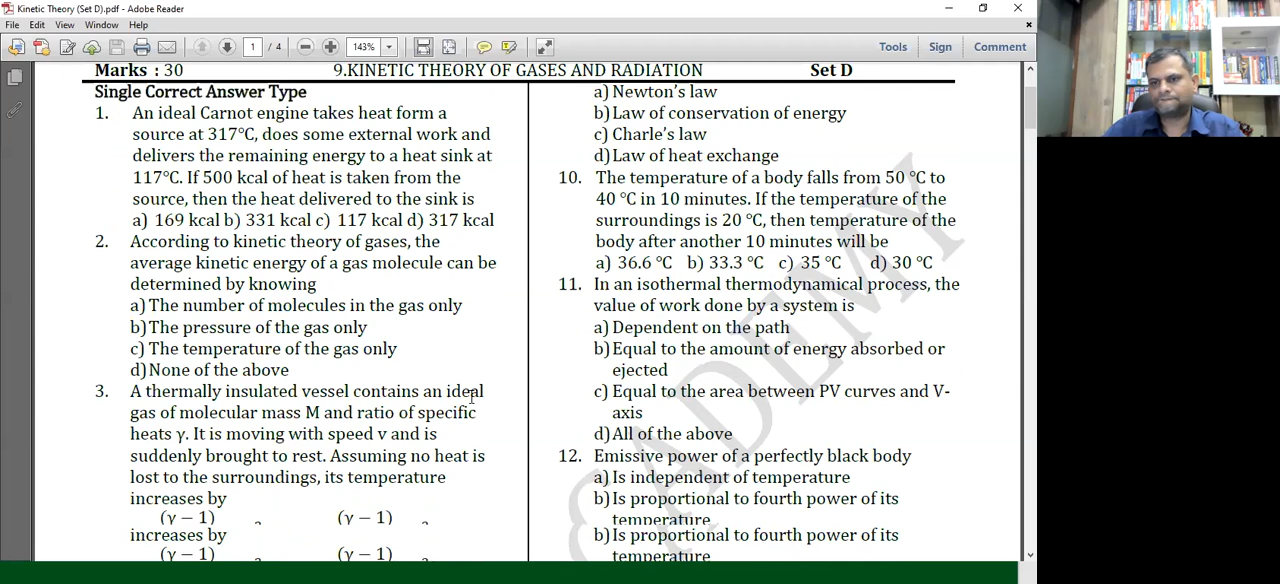 Kinetic Theory (Set D).pdf - Adobe Reader
File Edit View Window Help
1 / 4 143% Tools Sign Comment
Marks : 30 9.KINETIC THEORY OF GASES AND RADIATION Set D
Single Correct Answer Type
1. An ideal Carnot engine takes heat form a
source at 317°C, does some external work and
delivers the remaining energy to a heat sink at
117°C. If 500 kcal of heat is taken from the
source, then the heat delivered to the sink is
a) 169 kcal b) 331 kcal c) 117 kcal d) 317 kcal
2. According to kinetic theory of gases, the
average kinetic energy of a gas molecule can be
determined by knowing
a) The number of molecules in the gas only
b) The pressure of the gas only
c) The temperature of the gas only
d) None of the above
3. A thermally insulated vessel contains an ideal
gas of molecular mass M and ratio of specific
heats γ. It is moving with speed v and is
suddenly brought to rest. Assuming no heat is
lost to the surroundings, its temperature
increases by
(γ − 1) (γ − 1)
increases by
(γ − 1) (γ − 1)
a) Newton's law
b) Law of conservation of energy
c) Charle's law
d) Law of heat exchange
10. The temperature of a body falls from 50 °C to
40 °C in 10 minutes. If the temperature of the
surroundings is 20 °C, then temperature of the
body after another 10 minutes will be
a) 36.6 °C b) 33.3 °C c) 35 °C d) 30 °C
11. In an isothermal thermodynamical process, the
value of work done by a system is
a) Dependent on the path
b) Equal to the amount of energy absorbed or
ejected
c) Equal to the area between PV curves and V-
axis
d) All of the above
12. Emissive power of a perfectly black body
a) Is independent of temperature
b) Is proportional to fourth power of its
temperature
b) Is proportional to fourth power of its
temperature
CADEMY